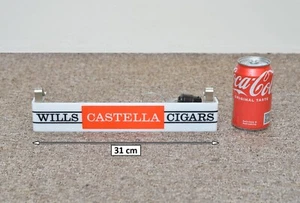 WILLS CASTELLA CIGARS
31 cm
Coca-Cola
ORIGINAL TASTE